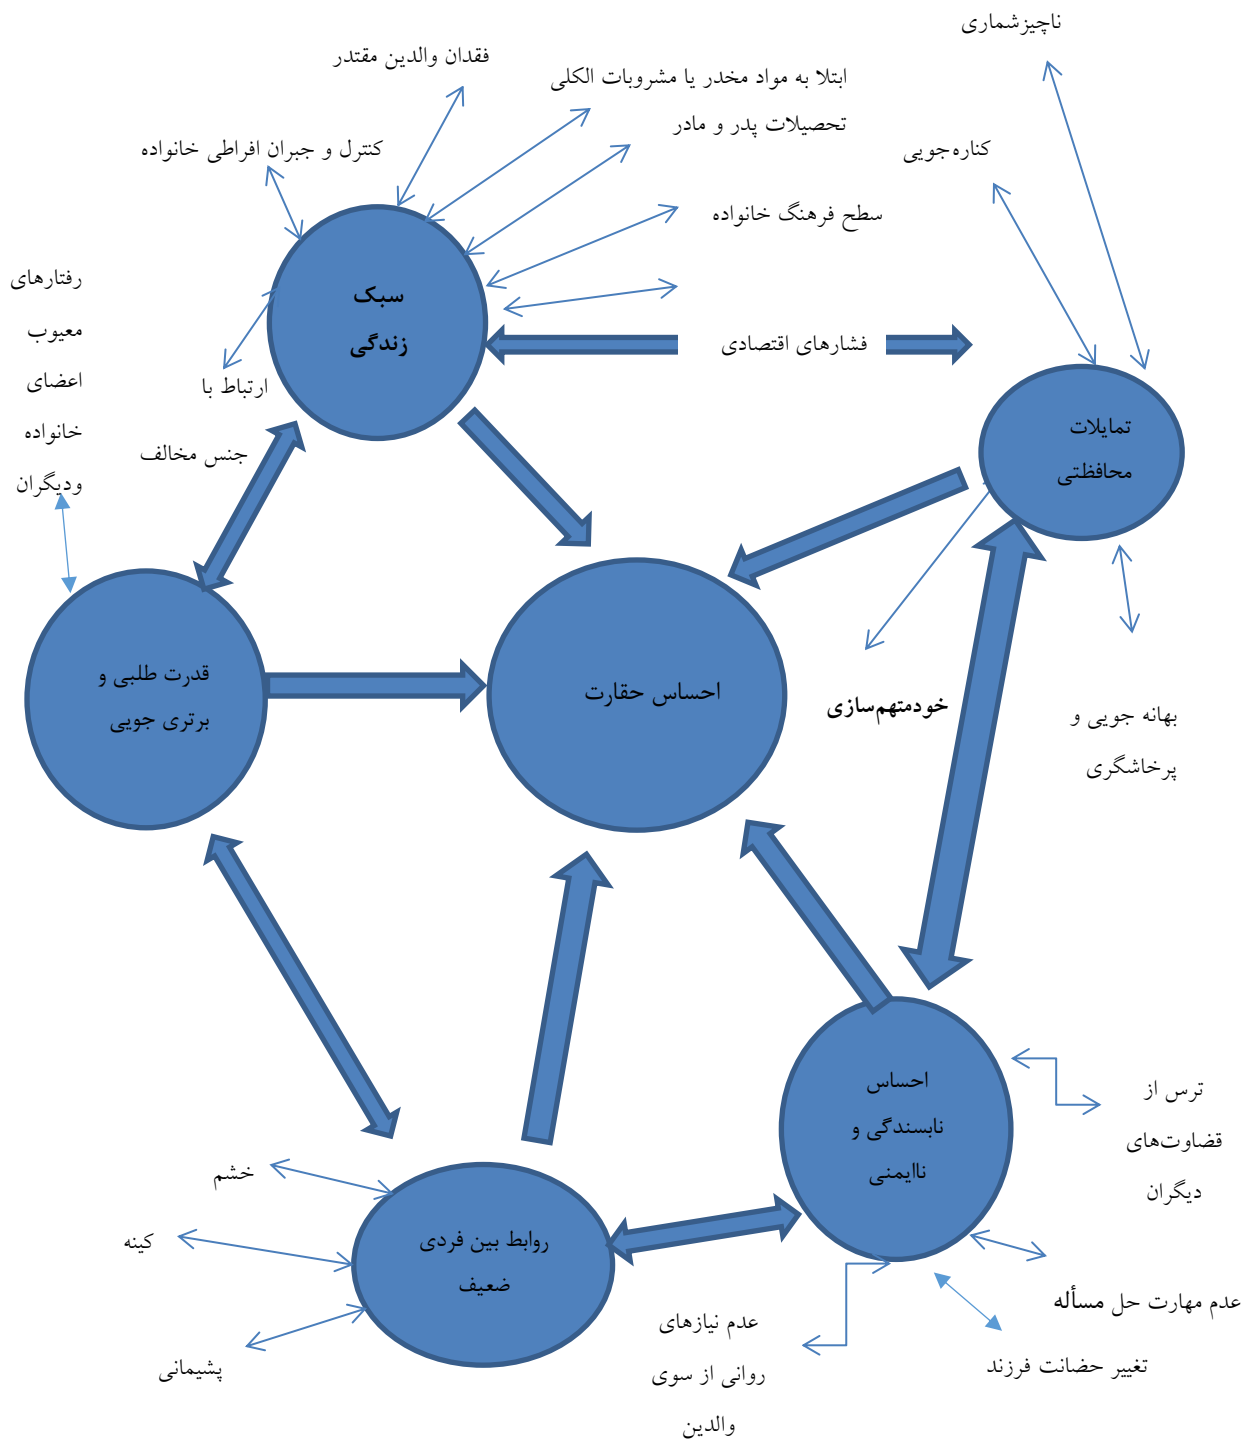 ناچیزشماری
فقدان والدین مقتدر
ابتلا به مواد مخدر یا مشروبات الکلی
تحصیلات پدر و مادر
کناره‌جویی
کنترل و جبران افراطی خانواده
سطح فرهنگ خانواده
رفتارهای
معیوب
اعضای
خانواده
ودیگران
سبک
زندگی
فشارهای اقتصادی
ارتباط با
جنس مخالف
تمایلات
محافظتی
قدرت طلبی و
برتری جویی
احساس حقارت
خودمتهم‌سازی
بهانه جویی و
پرخاشگری
احساس
نابسندگی و
ناایمنی
ترس از
قضاوت‌های
دیگران
خشم
کینه
پشیمانی
روابط بین فردی
ضعیف
عدم نیازهای
روانی از سوی
والدین
عدم مهارت حل مسأله
تغییر حضانت فرزند